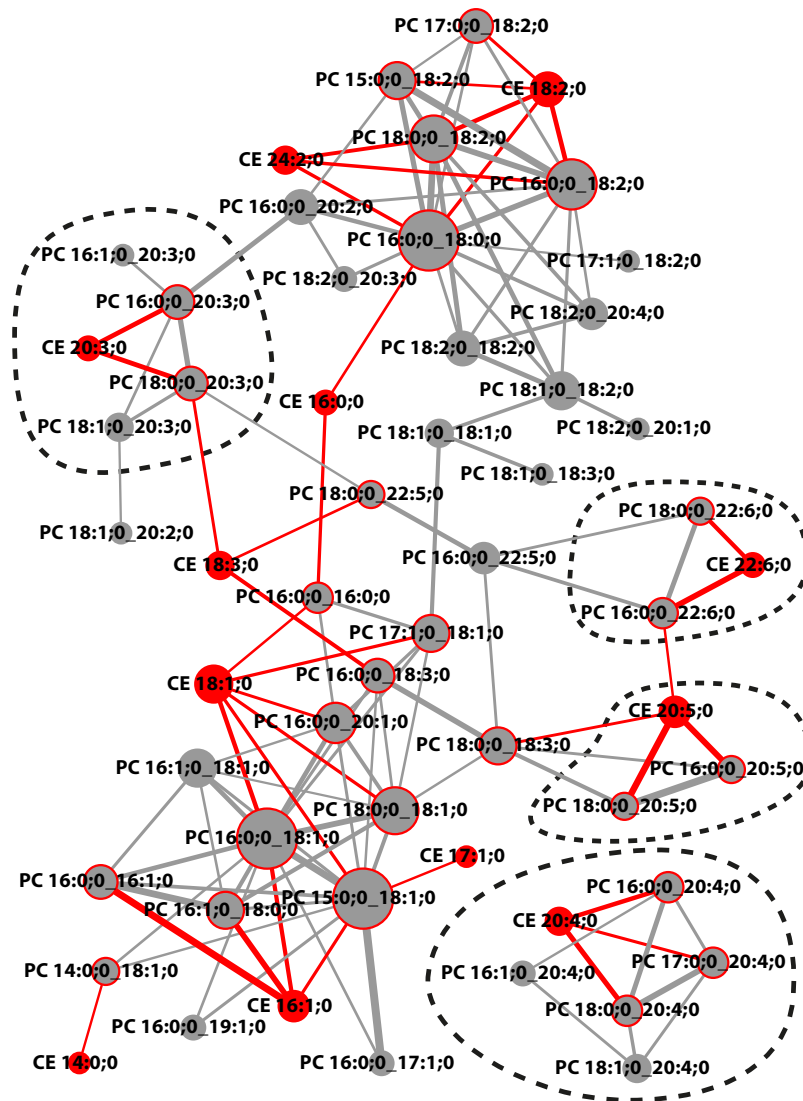 PC 17:0;0_18:2;0
PC 15:0;0_18:2;0
CE 18:2;0
PC 18:0;0_18:2;0
CE 24:2;0
PC 16:0;0_18:2;0
PC 16:0;0_20:2;0
PC 16:0;0_18:0;0
PC 16:1;0_20:3;0
PC 17:1;0_18:2;0
PC 18:2;0_20:3;0
PC 16:0;0_20:3;0
PC 18:2;0_20:4;0
CE 20:3;0
PC 18:2;0_18:2;0
PC 18:0;0_20:3;0
PC 18:1;0_18:2;0
CE 16:0;0
PC 18:1;0_20:3;0
PC 18:1;0_18:1;0
PC 18:2;0_20:1;0
PC 18:1;0_18:3;0
PC 18:0;0_22:5;0
PC 18:0;0_22:6;0
PC 18:1;0_20:2;0
PC 16:0;0_22:5;0
CE 18:3;0
CE 22:6;0
PC 16:0;0_16:0;0
PC 16:0;0_22:6;0
PC 17:1;0_18:1;0
PC 16:0;0_18:3;0
CE 18:1;0
CE 20:5;0
PC 16:0;0_20:1;0
PC 18:0;0_18:3;0
PC 16:1;0_18:1;0
PC 16:0;0_20:5;0
PC 18:0;0_20:5;0
PC 18:0;0_18:1;0
PC 16:0;0_18:1;0
CE 17:1;0
PC 16:0;0_16:1;0
PC 15:0;0_18:1;0
PC 16:0;0_20:4;0
PC 16:1;0_18:0;0
CE 20:4;0
PC 17:0;0_20:4;0
PC 14:0;0_18:1;0
PC 16:1;0_20:4;0
CE 16:1;0
PC 18:0;0_20:4;0
PC 16:0;0_19:1;0
CE 14:0;0
PC 16:0;0_17:1;0
PC 18:1;0_20:4;0